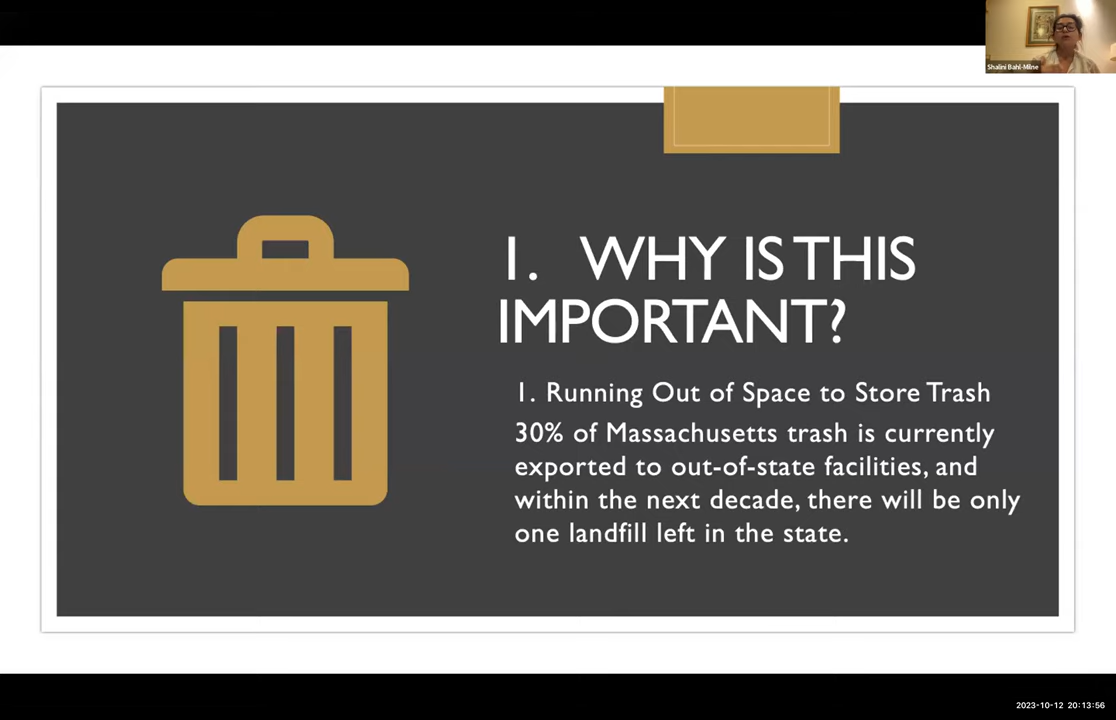 Shalini Bahl-Milne
1. WHY IS THIS
IMPORTANT?
1. Running Out of Space to Store Trash
30% of Massachusetts trash is currently
exported to out-of-state facilities, and
within the next decade, there will be only
one landfill left in the state.
2023-10-12 20:13:56